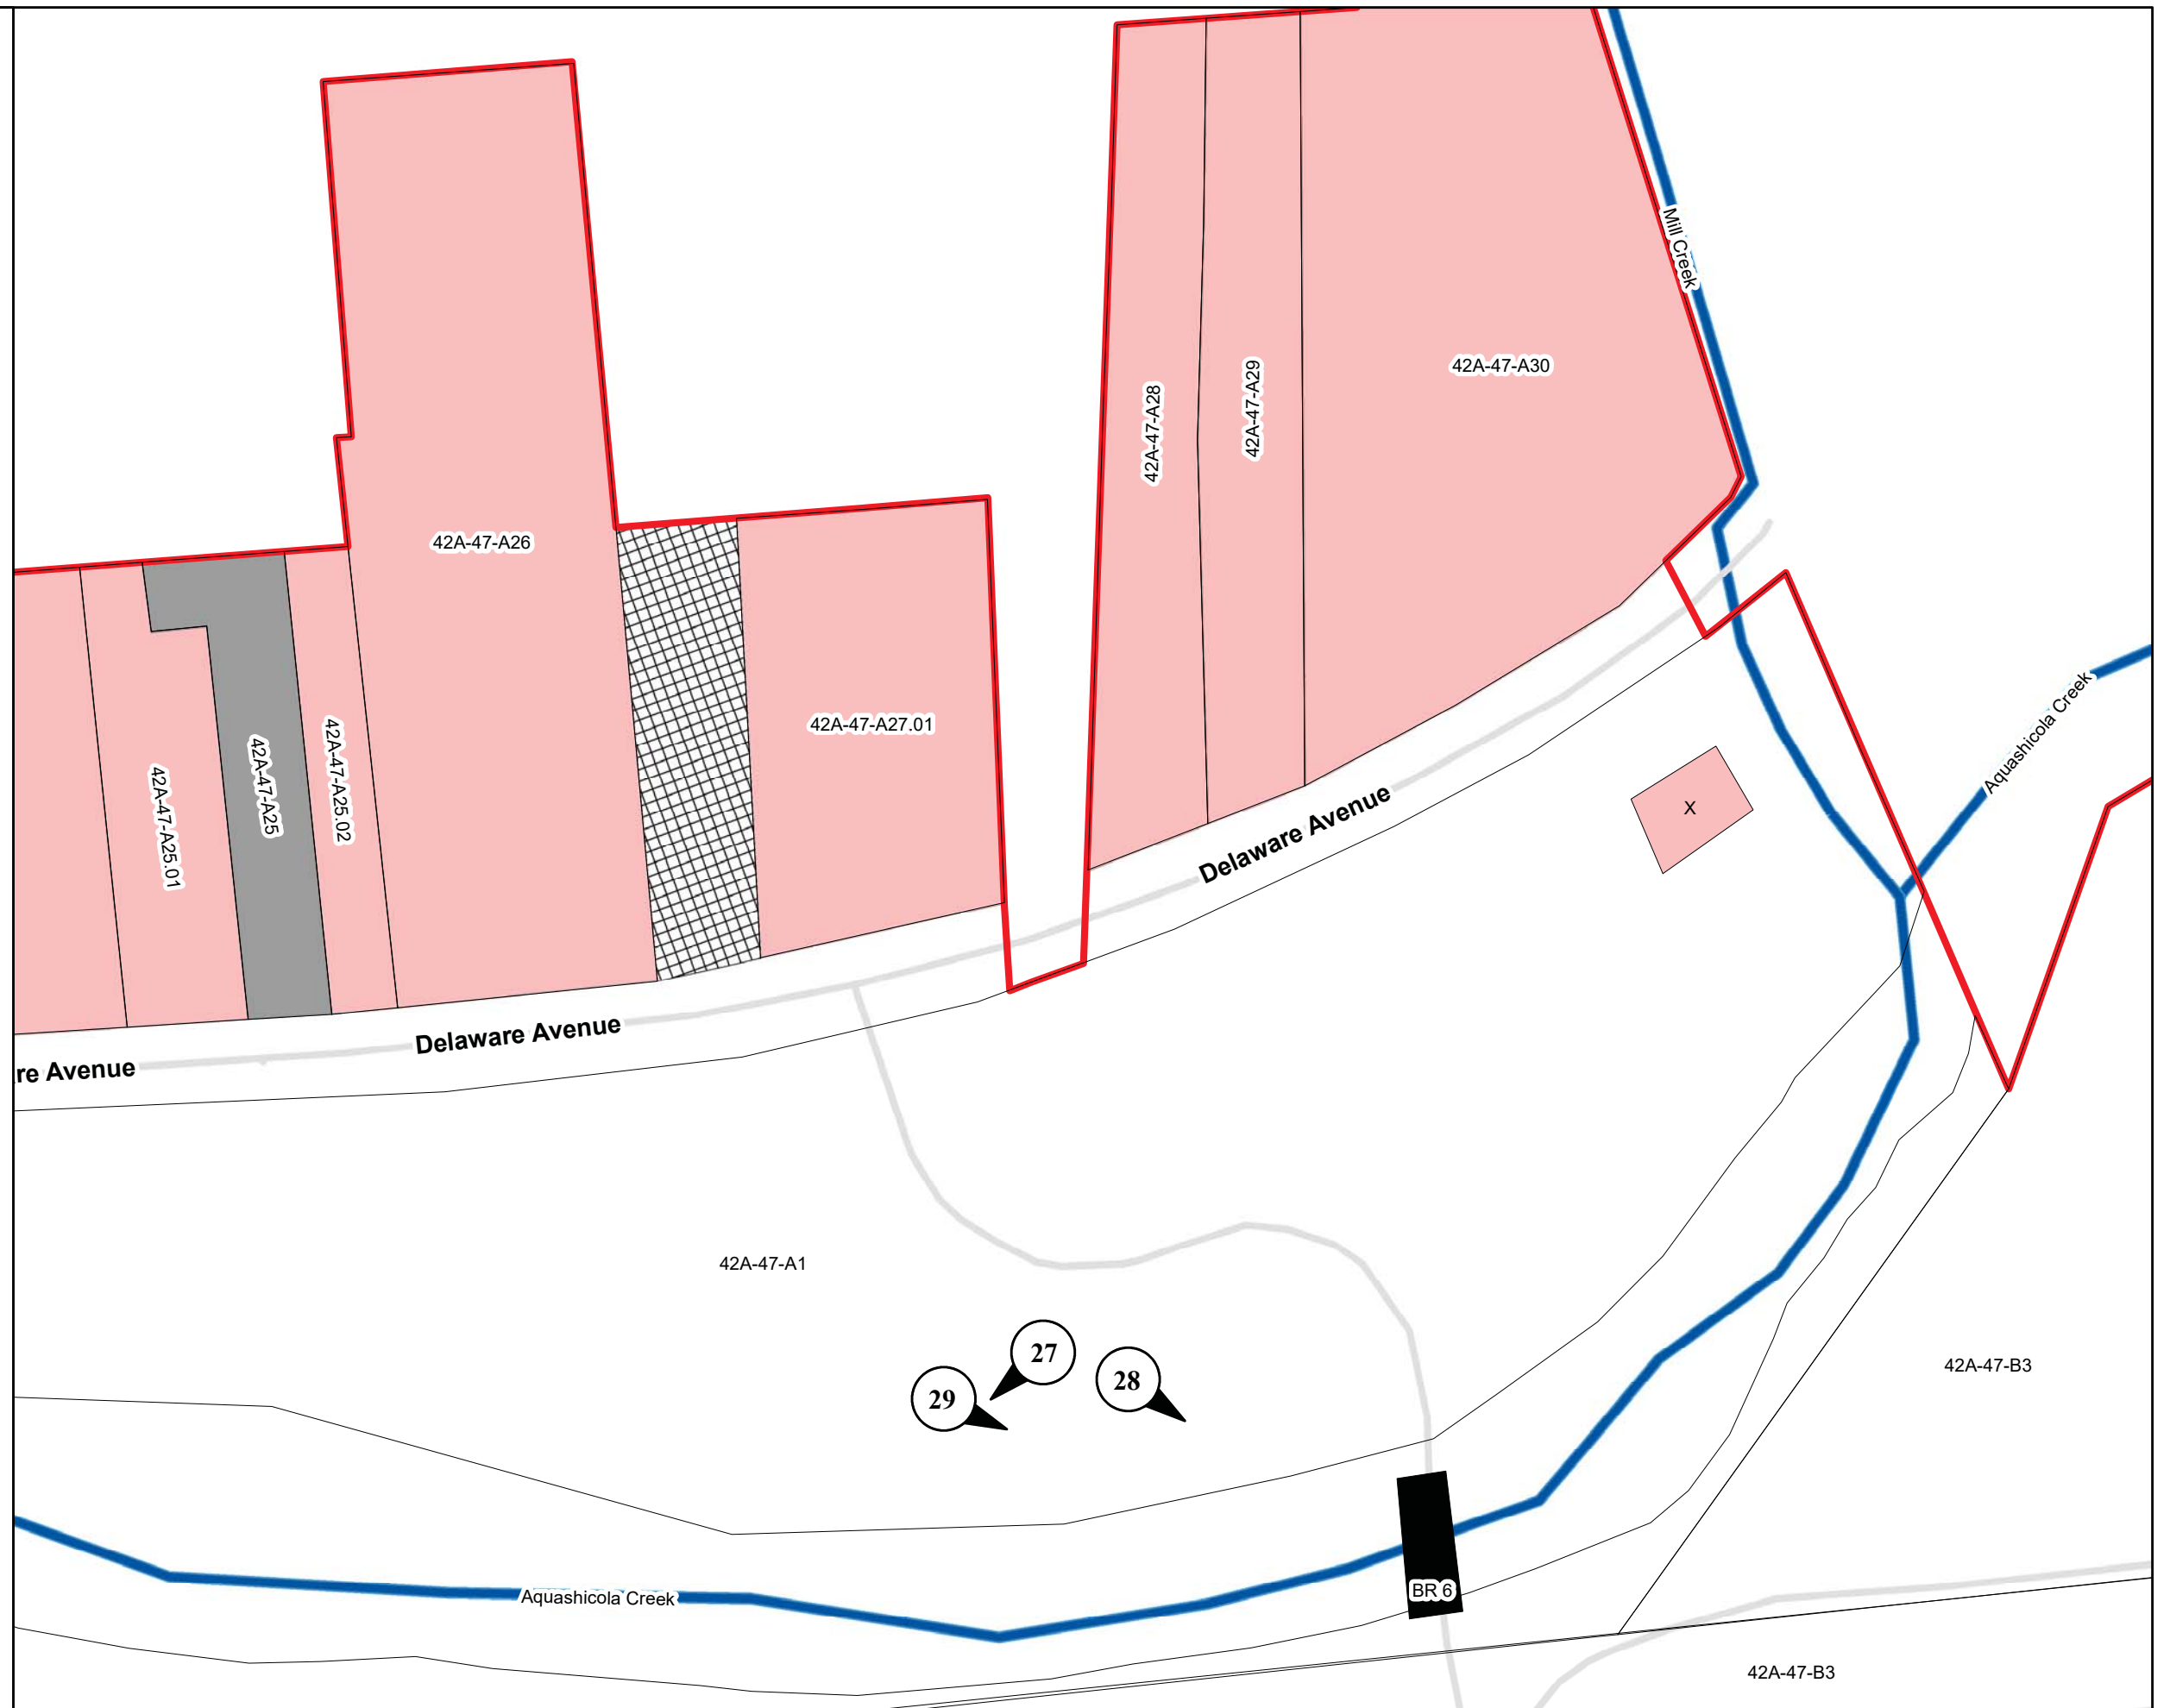 Mill Creek
42A-47-A30
42A-47-A29
42A-47-A28
42A-47-A26
42A-47-A27.01
Aquashicola Creek
42A-47-A25.02
42A-47-A25
42A-47-A25.01
X
Delaware Avenue
Delaware Avenue
re Avenue
42A-47-A1
27
28
29
42A-47-B3
BR 6
Aquashicola Creek
42A-47-B3